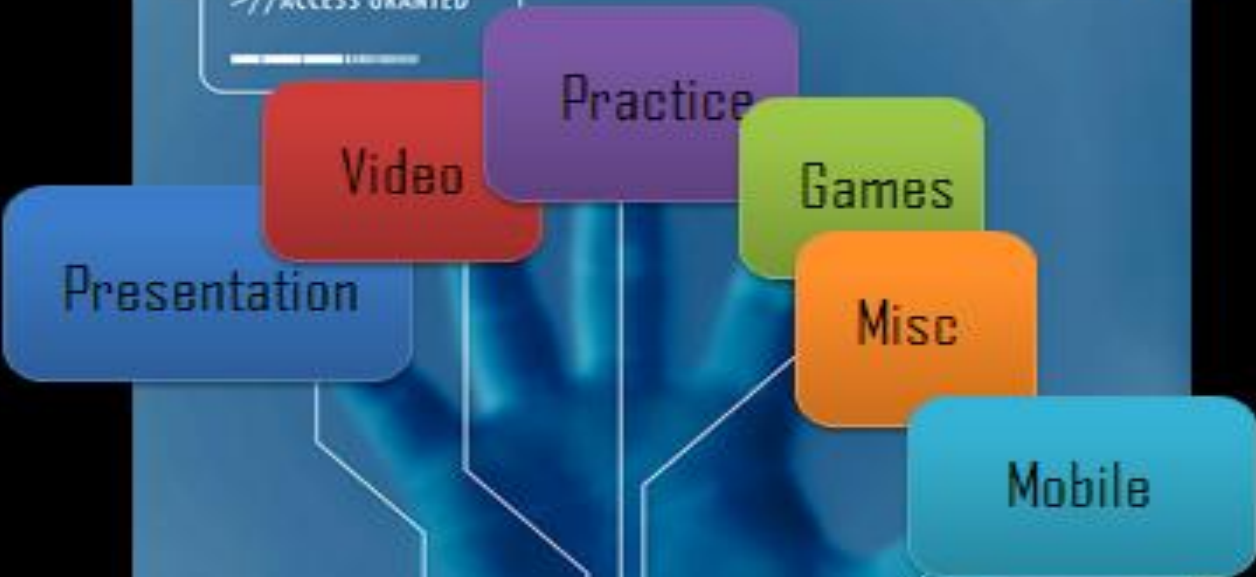 >//ACCESS GRANTED
Practice
Video
Games
Presentation
Misc
Mobile